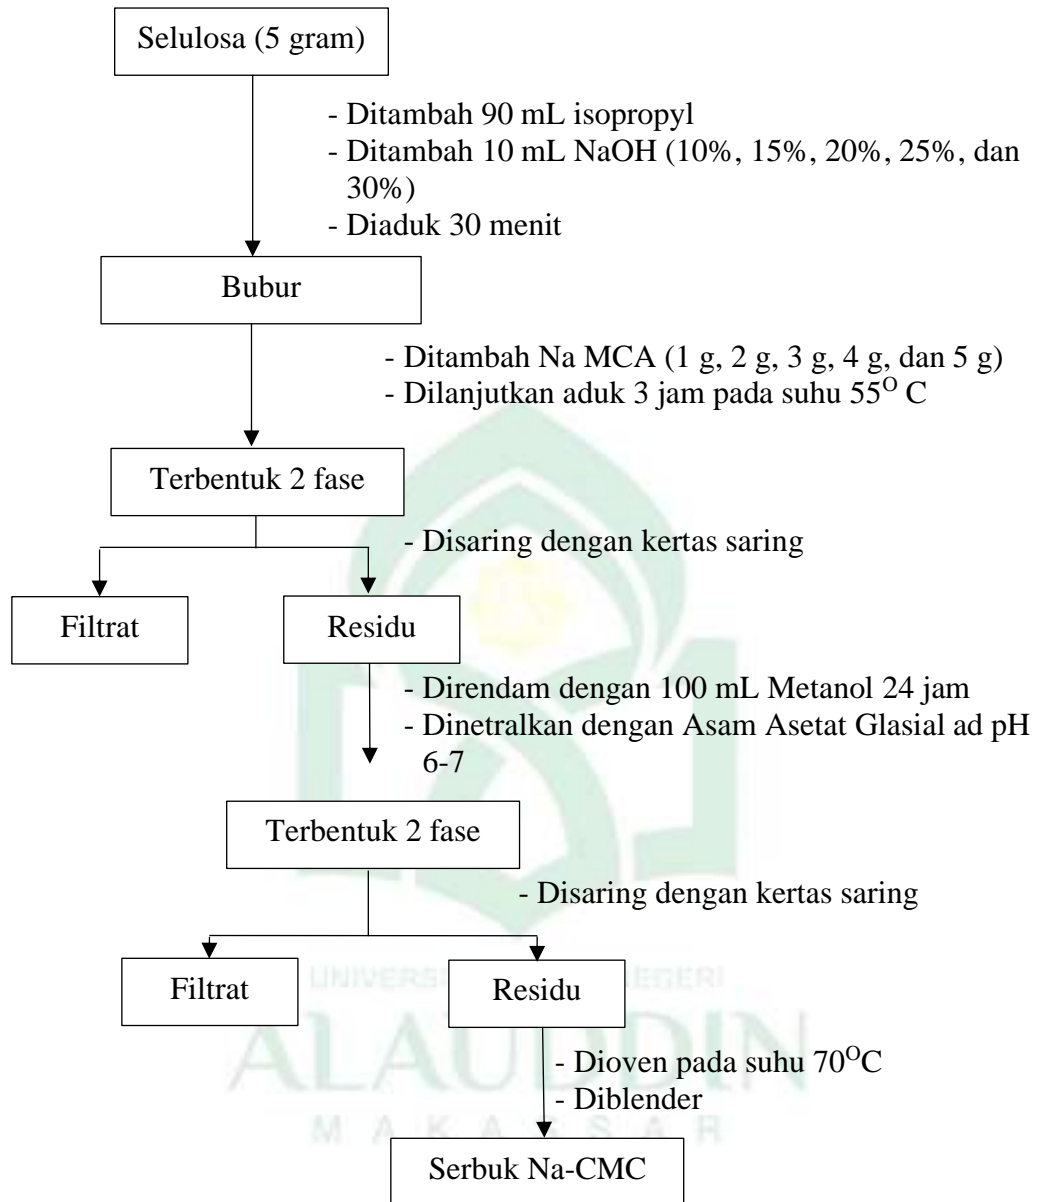 Selulosa (5 gram)
- Ditambah 90 mL isopropyl
- Ditambah 10 mL NaOH (10%, 15%, 20%, 25%, dan
30%)
- Diaduk 30 menit
Bubur
- Ditambah Na MCA (1 g, 2 g, 3 g, 4 g, dan 5 g)
- Dilanjutkan aduk 3 jam pada suhu 55⁰ C
Terbentuk 2 fase
- Disaring dengan kertas saring
Filtrat
Residu
- Direndam dengan 100 mL Metanol 24 jam
- Dinetralkan dengan Asam Asetat Glasial ad pH
6-7
Terbentuk 2 fase
- Disaring dengan kertas saring
Filtrat
Residu
ALAUDDIN
- Dioven pada suhu 70⁰C
- Diblender
Serbuk Na-CMC